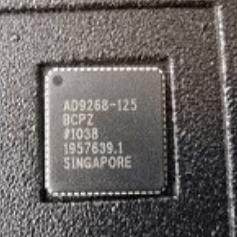 AD9268-125
BCPZ
#1038
1957639.1
SINGAPORE